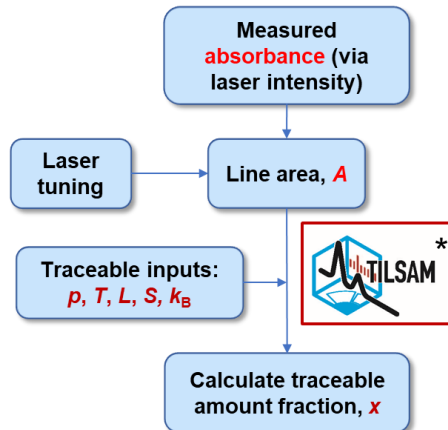 Measured
absorbance (via
laser intensity)
Laser
tuning
Line area, A
Traceable inputs:
p, T, L, S, kB
TILSAM
*
Calculate traceable
amount fraction, x